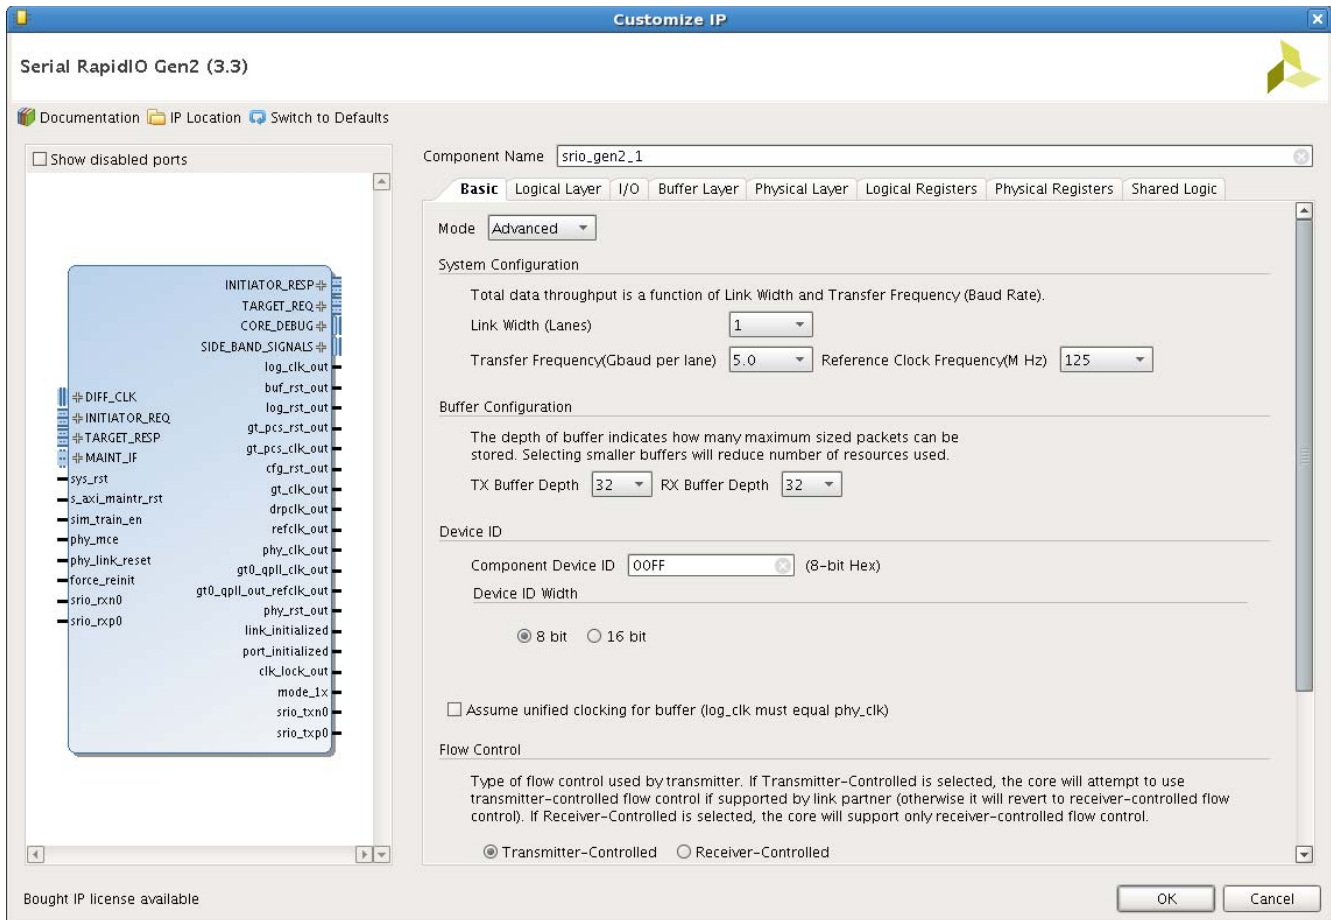 Customize IP
Serial RapidIO Gen2 (3.3)
Documentation IP Location Switch to Defaults
Show disabled ports
INITIATOR_RESP
TARGET_REQ
CORE_DEBUG
SIDE_BAND_SIGNALS
log_clk_out
buf_rst_out
log_rst_out
gt_pcs_rst_out
gt_pcs_clk_out
cfg_rst_out
gt_clk_out
drpclk_out
refclk_out
phy_clk_out
gt0_qpll_clk_out
gt0_qpll_out_refclk_out
phy_rst_out
link_initialized
port_initialized
clk_lock_out
mode_1x
srio_txn0
srio_txp0
DIFF_CLK
INITIATOR_REQ
TARGET_RESP
MAINT_IF
sys_rst
s_axi_maintr_rst
sim_train_en
phy_mce
phy_link_reset
force_reinit
srio_rxn0
srio_rxp0
Component Name srio_gen2_1
Basic Logical Layer I/O Buffer Layer Physical Layer Logical Registers Physical Registers Shared Logic
Mode Advanced
System Configuration
Total data throughput is a function of Link Width and Transfer Frequency (Baud Rate).
Link Width (Lanes) 1
Transfer Frequency(Gbaud per lane) 5.0 Reference Clock Frequency(M Hz) 125
Buffer Configuration
The depth of buffer indicates how many maximum sized packets can be
stored. Selecting smaller buffers will reduce number of resources used.
TX Buffer Depth 32 RX Buffer Depth 32
Device ID
Component Device ID 00FF (8-bit Hex)
Device ID Width
8 bit 16 bit
Assume unified clocking for buffer (log_clk must equal phy_clk)
Flow Control
Type of flow control used by transmitter. If Transmitter-Controlled is selected, the core will attempt to use
transmitter-controlled flow control if supported by link partner (otherwise it will revert to receiver-controlled flow
control). If Receiver-Controlled is selected, the core will support only receiver-controlled flow control.
Transmitter-Controlled Receiver-Controlled
Bought IP license available
OK Cancel